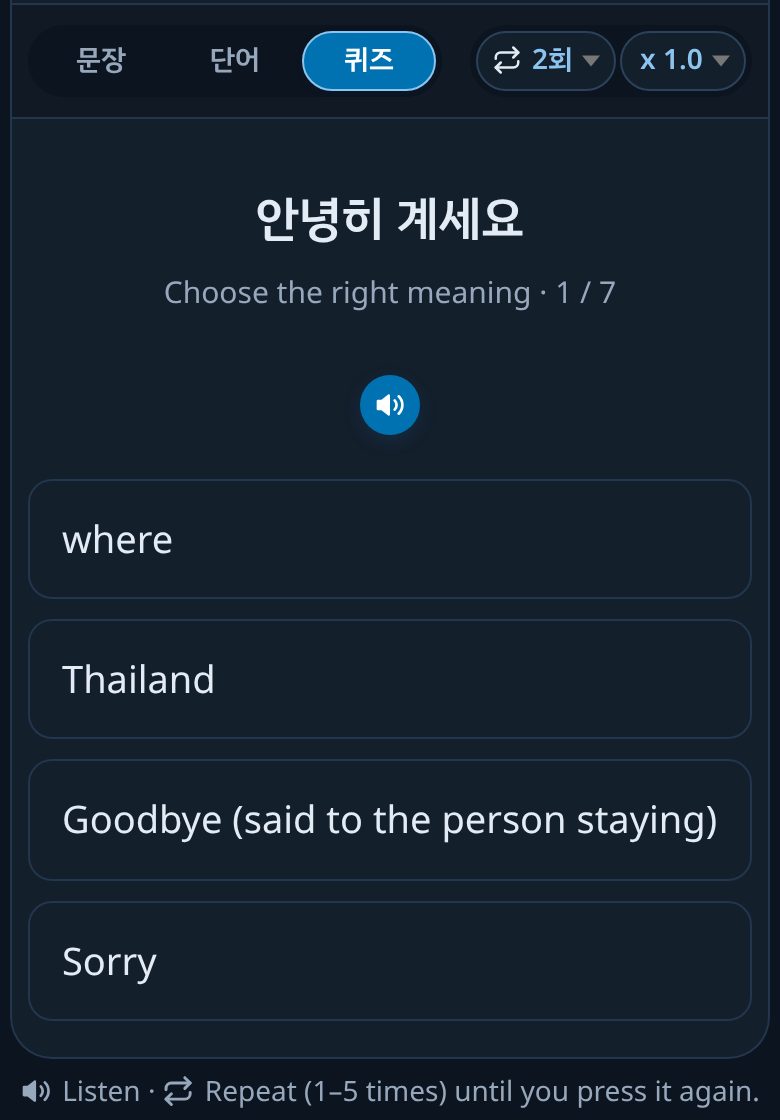 문장 단어 퀴즈 2회 x 1.0
안녕히 계세요
Choose the right meaning · 1 / 7
where
Thailand
Goodbye (said to the person staying)
Sorry
Listen · Repeat (1–5 times) until you press it again.